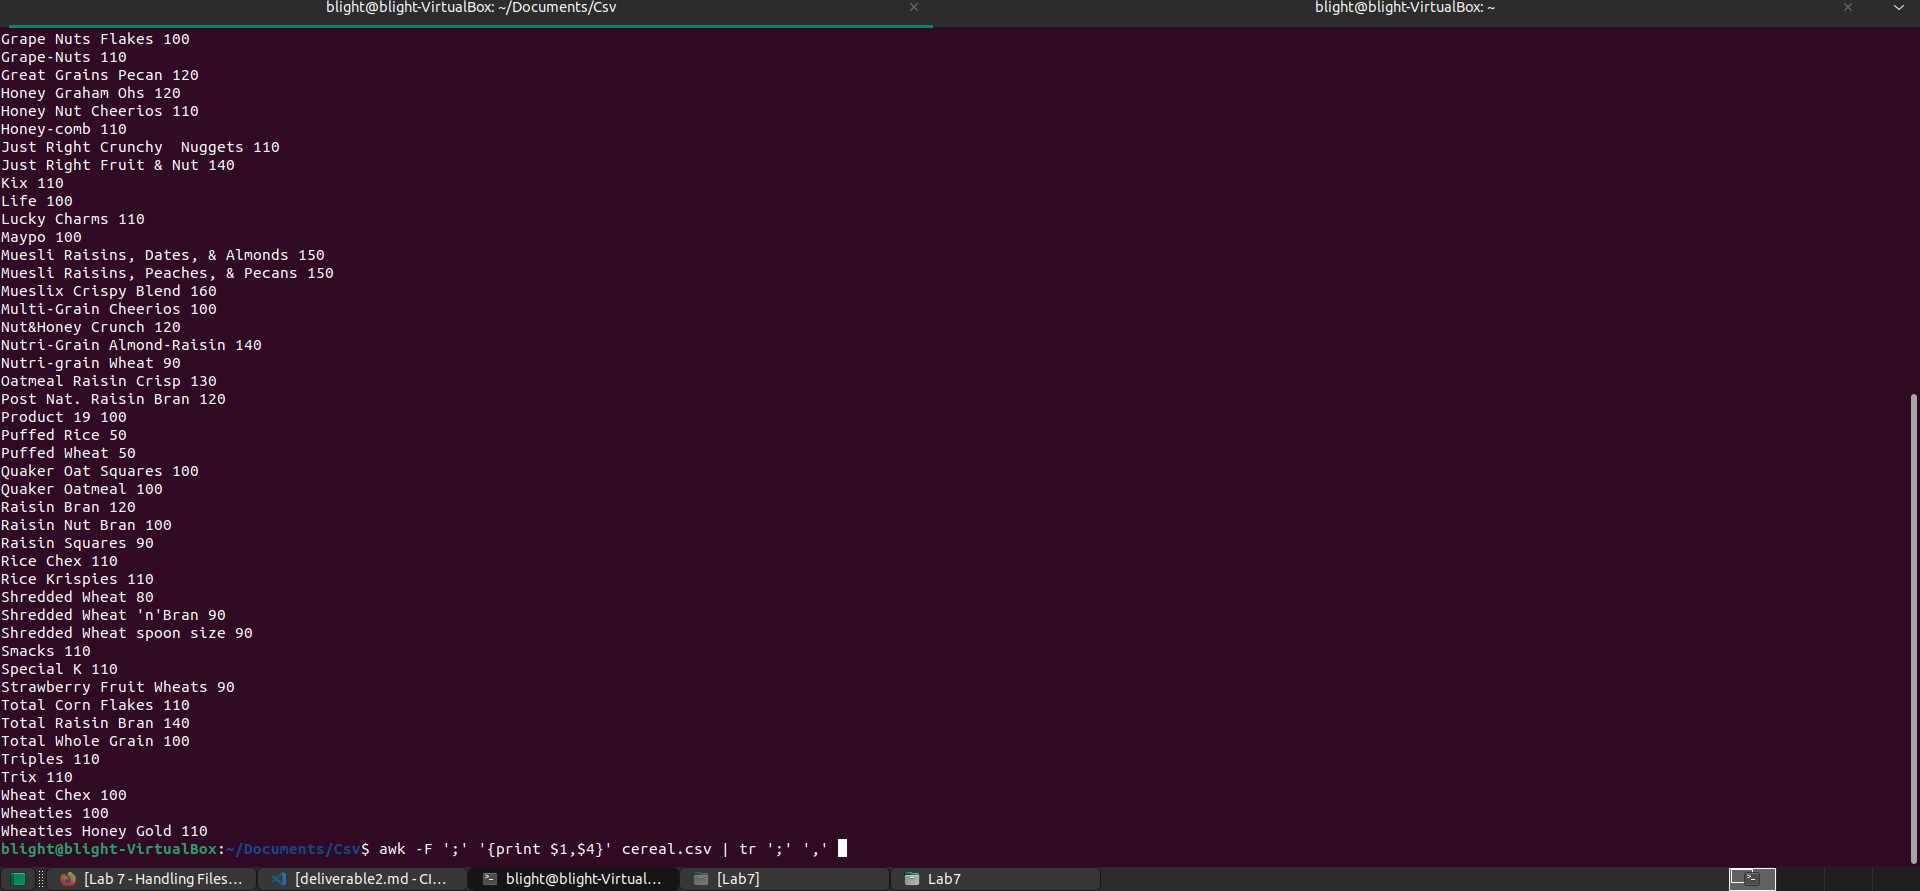 blight@blight-VirtualBox: ~/Documents/Csv
blight@blight-VirtualBox: ~
Grape Nuts Flakes 100
Grape-Nuts 110
Great Grains Pecan 120
Honey Graham Ohs 120
Honey Nut Cheerios 110
Honey-comb 110
Just Right Crunchy  Nuggets 110
Just Right Fruit & Nut 140
Kix 110
Life 100
Lucky Charms 110
Maypo 100
Muesli Raisins, Dates, & Almonds 150
Muesli Raisins, Peaches, & Pecans 150
Mueslix Crispy Blend 160
Multi-Grain Cheerios 100
Nut&Honey Crunch 120
Nutri-Grain Almond-Raisin 140
Nutri-grain Wheat 90
Oatmeal Raisin Crisp 130
Post Nat. Raisin Bran 120
Product 19 100
Puffed Rice 50
Puffed Wheat 50
Quaker Oat Squares 100
Quaker Oatmeal 100
Raisin Bran 120
Raisin Nut Bran 100
Raisin Squares 90
Rice Chex 110
Rice Krispies 110
Shredded Wheat 80
Shredded Wheat 'n'Bran 90
Shredded Wheat spoon size 90
Smacks 110
Special K 110
Strawberry Fruit Wheats 90
Total Corn Flakes 110
Total Raisin Bran 140
Total Whole Grain 100
Triples 110
Trix 110
Wheat Chex 100
Wheaties 100
Wheaties Honey Gold 110
blight@blight-VirtualBox:~/Documents/Csv$ awk -F ';' '{print $1,$4}' cereal.csv | tr ';' ','
[Lab 7 - Handling Files...
[deliverable2.md - CI...
blight@blight-Virtual...
[Lab7]
Lab7